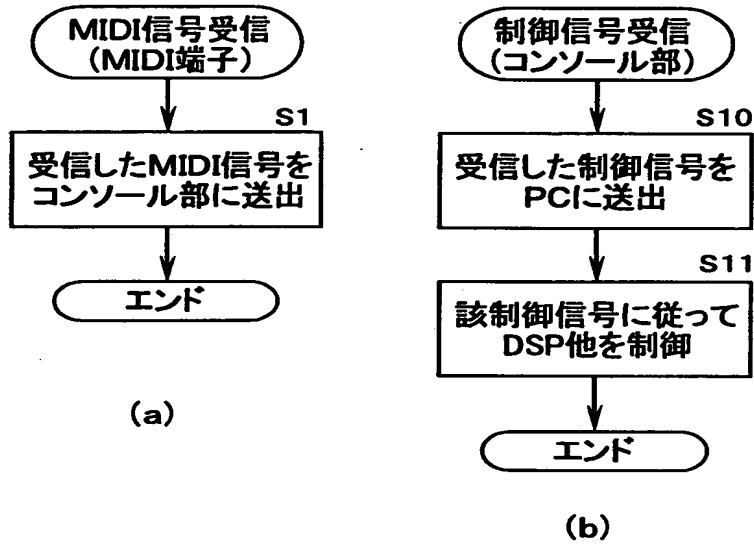 MIDI信号受信
(MIDI端子)
S1
受信したMIDI信号を
コンソール部に送出
エンド
(a)
制御信号受信
(コンソール部)
S10
受信した制御信号を
PCに送出
S11
該制御信号に従って
DSP他を制御
エンド
(b)